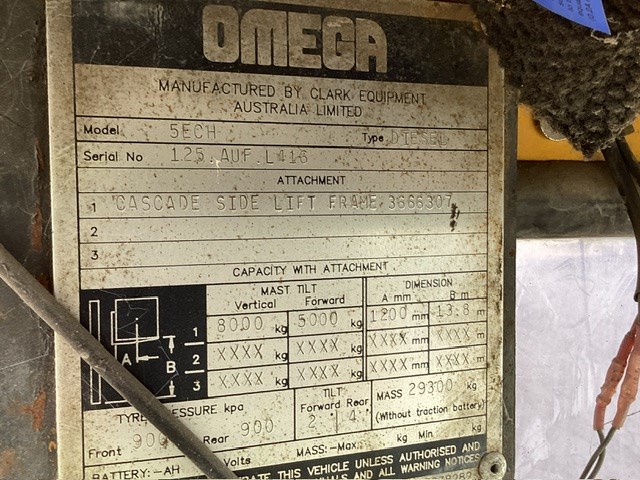 OMEGA
MANUFACTURED BY CLARK EQUIPMENT
AUSTRALIA LIMITED
Model 5ECH Type DIESEL
Serial No 125.AUF.L416
ATTACHMENT
1 CASCADE SIDE LIFT FRAME.3666307
2
3
CAPACITY WITH ATTACHMENT
MAST TILT DIMENSION
Vertical Forward A mm B m
1 8000 kg 5000 kg 1200 mm 13.8 m
2 XXXX kg XXXX kg XXXX mm XXXX m
3 XXXX kg XXXX kg XXXX mm XXXX m
A B
TYRE PRESSURE kpa TILT MASS 29300 kg
Forward Rear (Without traction battery)
Front 900 Rear 900 2 4
MASS:-Max. kg Min kg
BATTERY:-AH Volts
THIS VEHICLE UNLESS AUTHORISED AND
AND ALL WARNING NOTICES